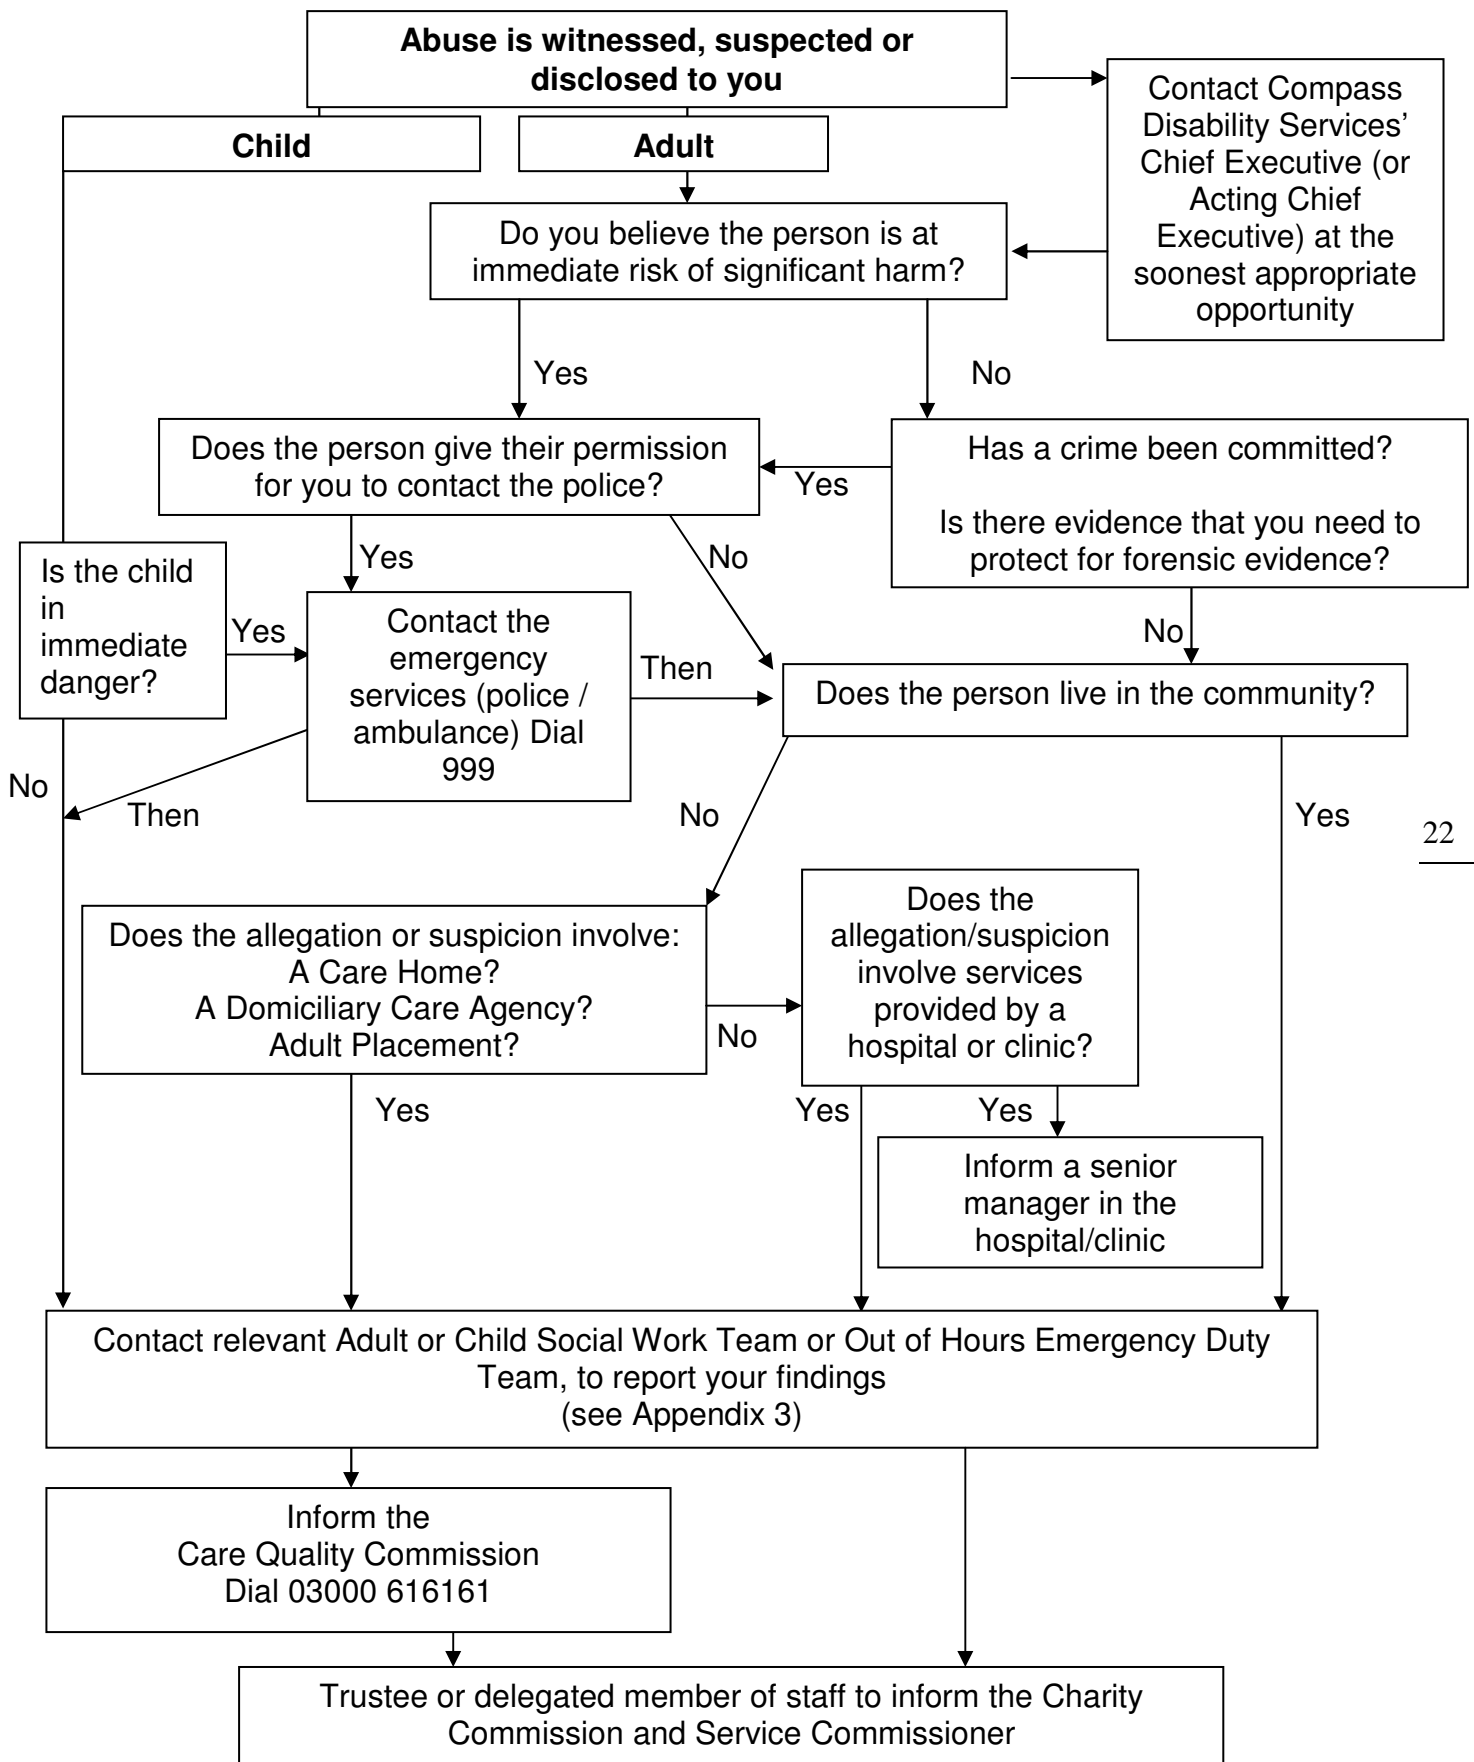 Abuse is witnessed, suspected or
disclosed to you
Contact Compass
Disability Services’
Chief Executive (or
Acting Chief
Executive) at the
soonest appropriate
opportunity
Child
Adult
Do you believe the person is at
immediate risk of significant harm?
Yes
No
Does the person give their permission
for you to contact the police?
Yes
Has a crime been committed?
Is there evidence that you need to
protect for forensic evidence?
Yes
No
No
Is the child
in
immediate
danger?
Yes
Contact the
emergency
services (police /
ambulance) Dial
999
Then
Does the person live in the community?
No
Then
No
Yes
22
Does the allegation or suspicion involve:
A Care Home?
A Domiciliary Care Agency?
Adult Placement?
No
Does the
allegation/suspicion
involve services
provided by a
hospital or clinic?
Yes
Yes
Yes
Inform a senior
manager in the
hospital/clinic
Contact relevant Adult or Child Social Work Team or Out of Hours Emergency Duty
Team, to report your findings
(see Appendix 3)
Inform the
Care Quality Commission
Dial 03000 616161
Trustee or delegated member of staff to inform the Charity
Commission and Service Commissioner